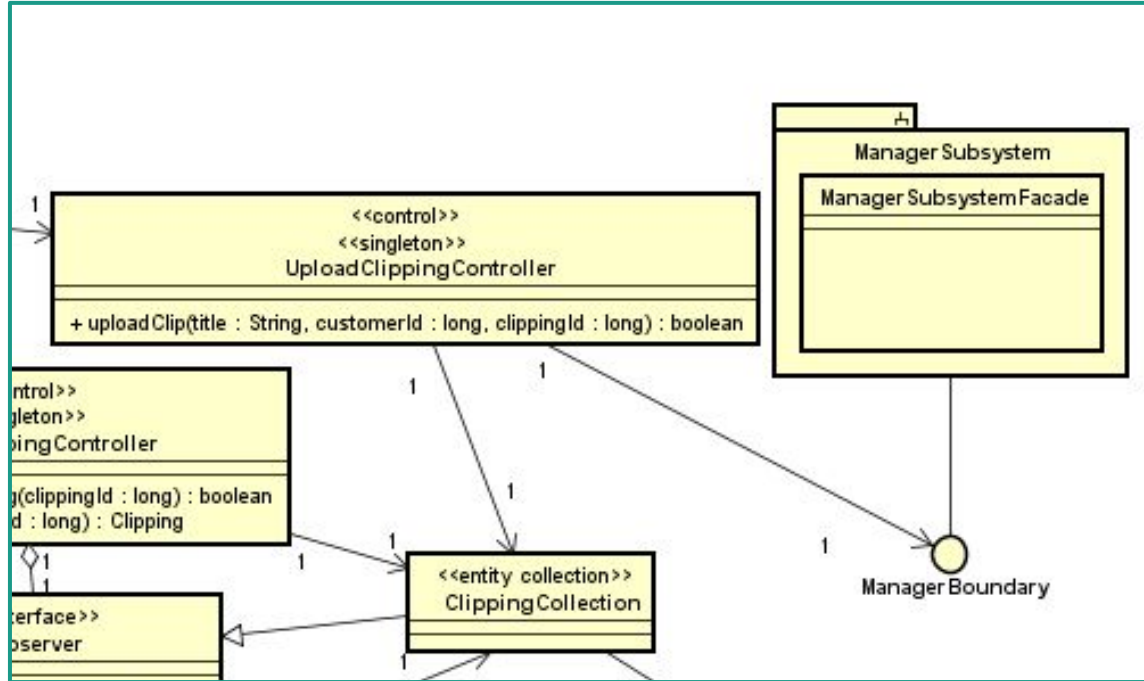 ManagerSubsystem
ManagerSubsystemFacade
1
<<control>>
<<singleton>>
UploadClippingController
+ uploadClip(title : String, customerId : long, clippingId : long) : boolean
1
1
ntrol>>
gleton>>
pingController
g(clippingId : long) : boolean
d : long) : Clipping
1
1
1
1
1
1
<<entity collection>>
ClippingCollection
ManagerBoundary
terface>>
bserver
1